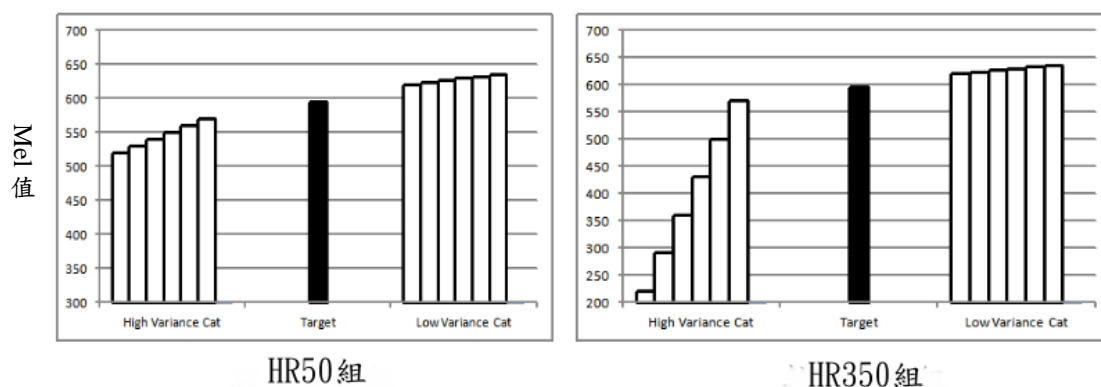 Mel 值
700
650
600
550
500
450
400
350
300
High Variance Cat
Target
Low Variance Cat
HR50組
700
650
600
550
500
450
400
350
300
250
200
High Variance Cat
Target
Low Variance Cat
HR350組